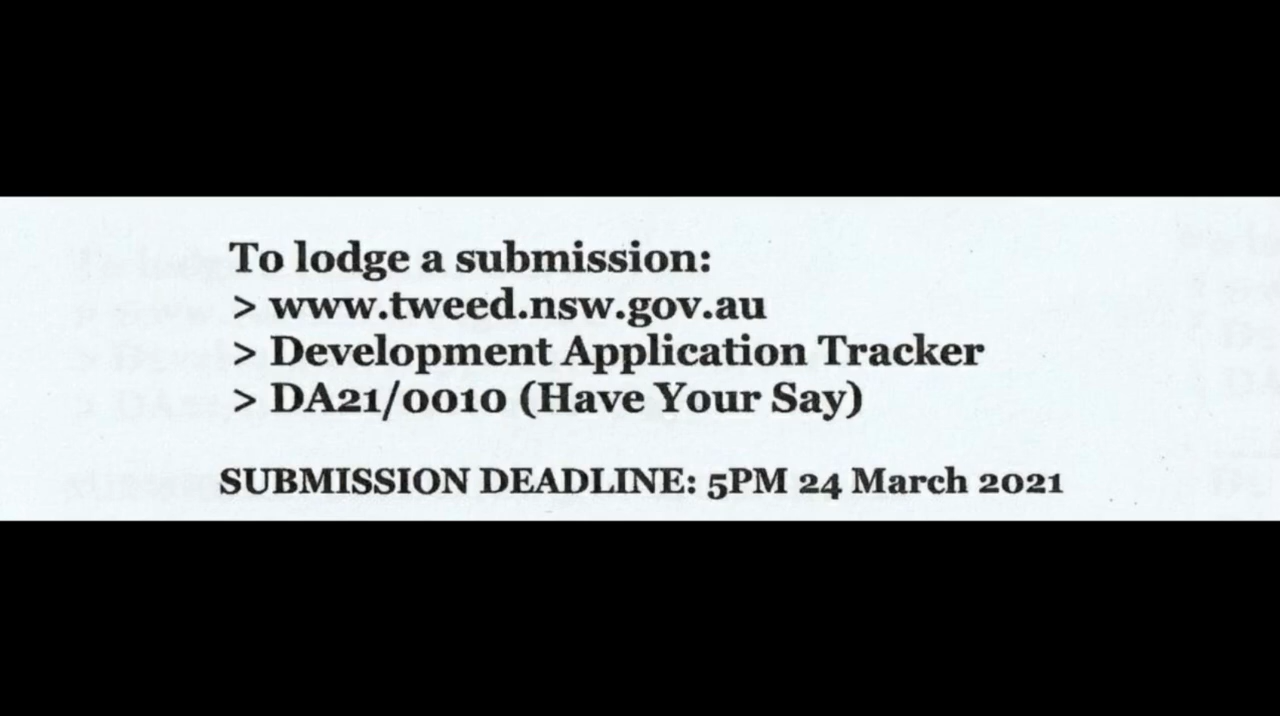 To lodge a submission:
> www.tweed.nsw.gov.au
> Development Application Tracker
> DA21/0010 (Have Your Say)
SUBMISSION DEADLINE: 5PM 24 March 2021